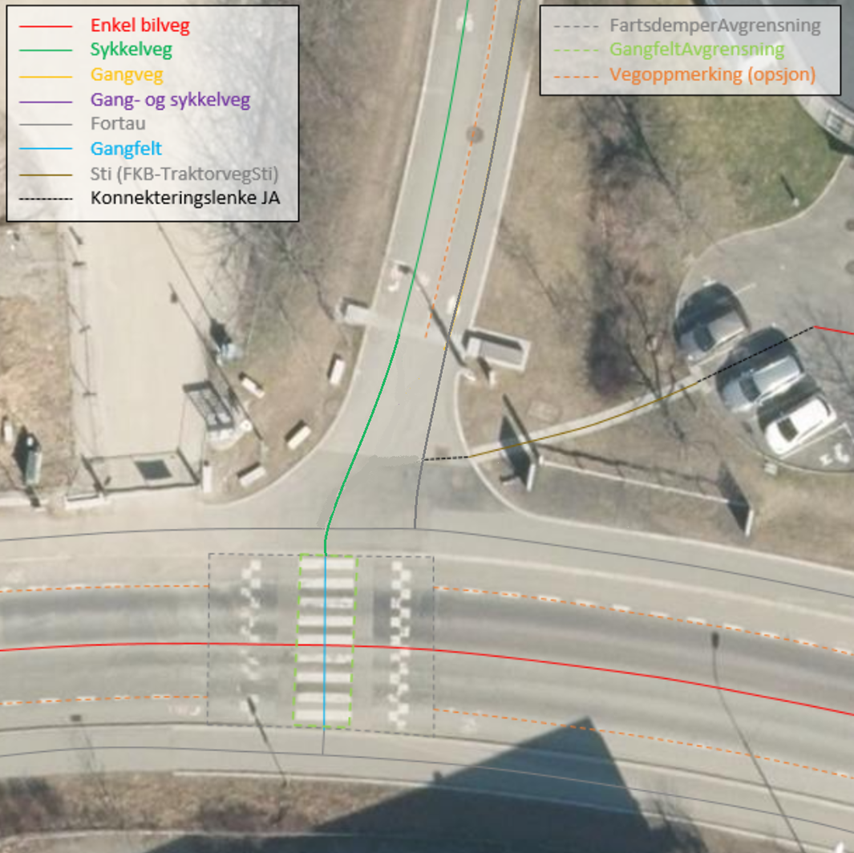 Enkel bilveg
Sykkelveg
Gangveg
Gang- og sykkelveg
Fortau
Gangfelt
Sti (FKB-TraktorvegSti)
Konnekteringslenke JA
FartsdemperAvgrensning
GangfeltAvgrensning
Vegoppmerking (opsjon)